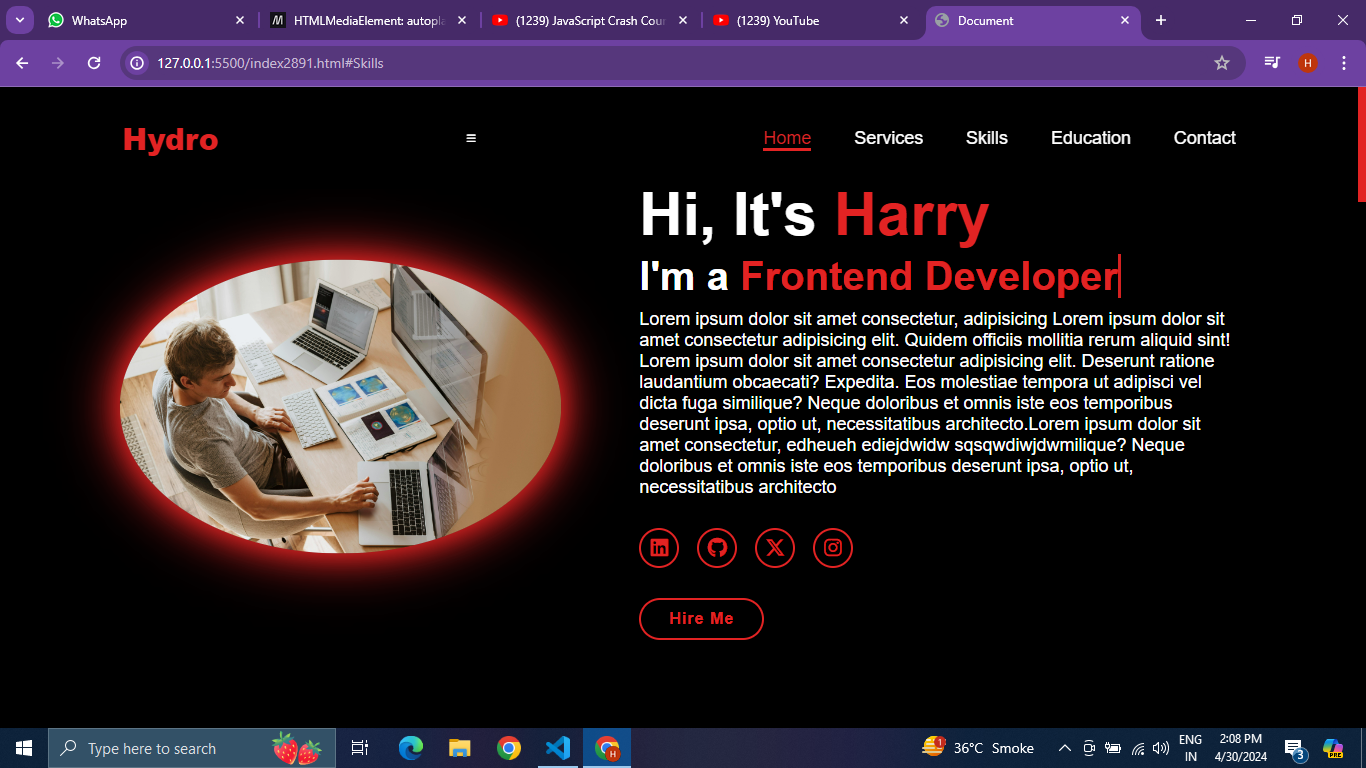 WhatsApp
HTMLMediaElement: autopla
(1239) JavaScript Crash Cour
(1239) YouTube
Document
127.0.0.1:5500/index2891.html#Skills
H
Hydro
Home
Services
Skills
Education
Contact
Hi, It's Harry
I'm a Frontend Developer
Lorem ipsum dolor sit amet consectetur, adipisicing Lorem ipsum dolor sit
amet consectetur adipisicing elit. Quidem officiis mollitia rerum aliquid sint!
Lorem ipsum dolor sit amet consectetur adipisicing elit. Deserunt ratione
laudantium obcaecati? Expedita. Eos molestiae tempora ut adipisci vel
dicta fuga similique? Neque doloribus et omnis iste eos temporibus
deserunt ipsa, optio ut, necessitatibus architecto.Lorem ipsum dolor sit
amet consectetur, edheueh ediejdwidw sqsqwdiwjdwmilique? Neque
doloribus et omnis iste eos temporibus deserunt ipsa, optio ut,
necessitatibus architecto
Hire Me
Type here to search
H
1
36°C Smoke
ENG
IN
2:08 PM
4/30/2024
3
PRE